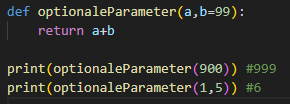 def optionaleParameter(a,b=99):
    return a+b
print(optionaleParameter(900)) #999
print(optionaleParameter(1,5)) #6